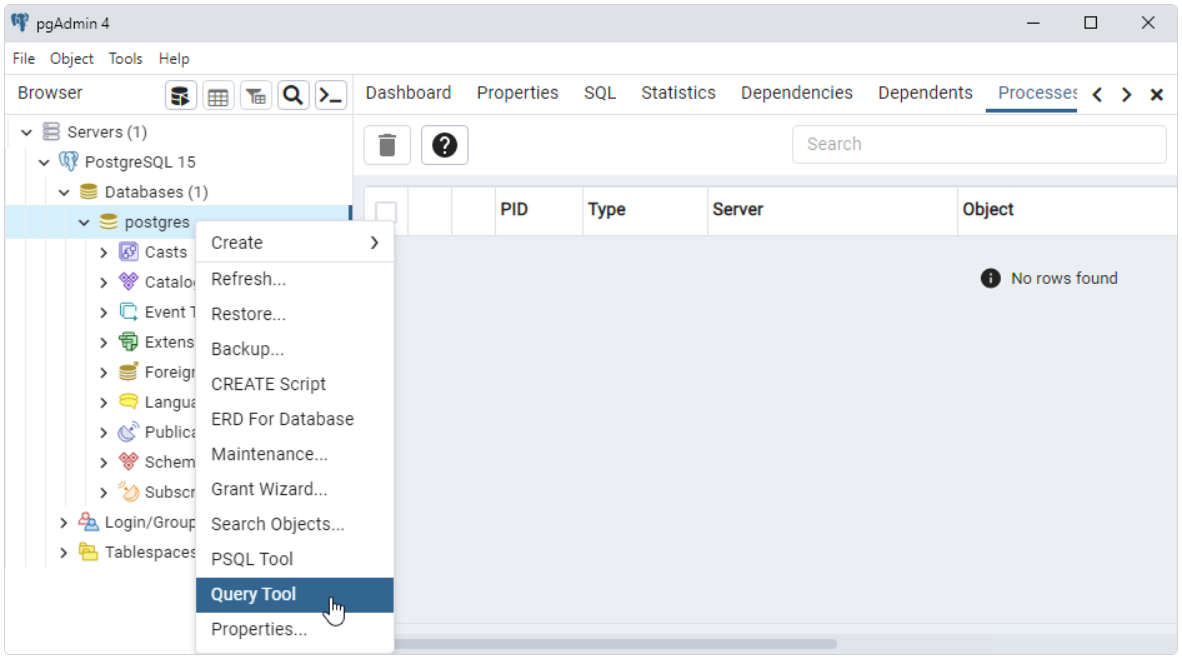 pgAdmin 4
File Object Tools Help
Browser
Dashboard Properties SQL Statistics Dependencies Dependents Processes
Servers (1)
PostgreSQL 15
Databases (1)
postgres
Casts
Catalo
Event T
Extens
Foreign
Langua
Publica
Schem
Subscr
Login/Group
Tablespaces
Create
Refresh...
Restore...
Backup...
CREATE Script
ERD For Database
Maintenance...
Grant Wizard...
Search Objects...
PSQL Tool
Query Tool
Properties...
Search
PID Type Server Object
No rows found